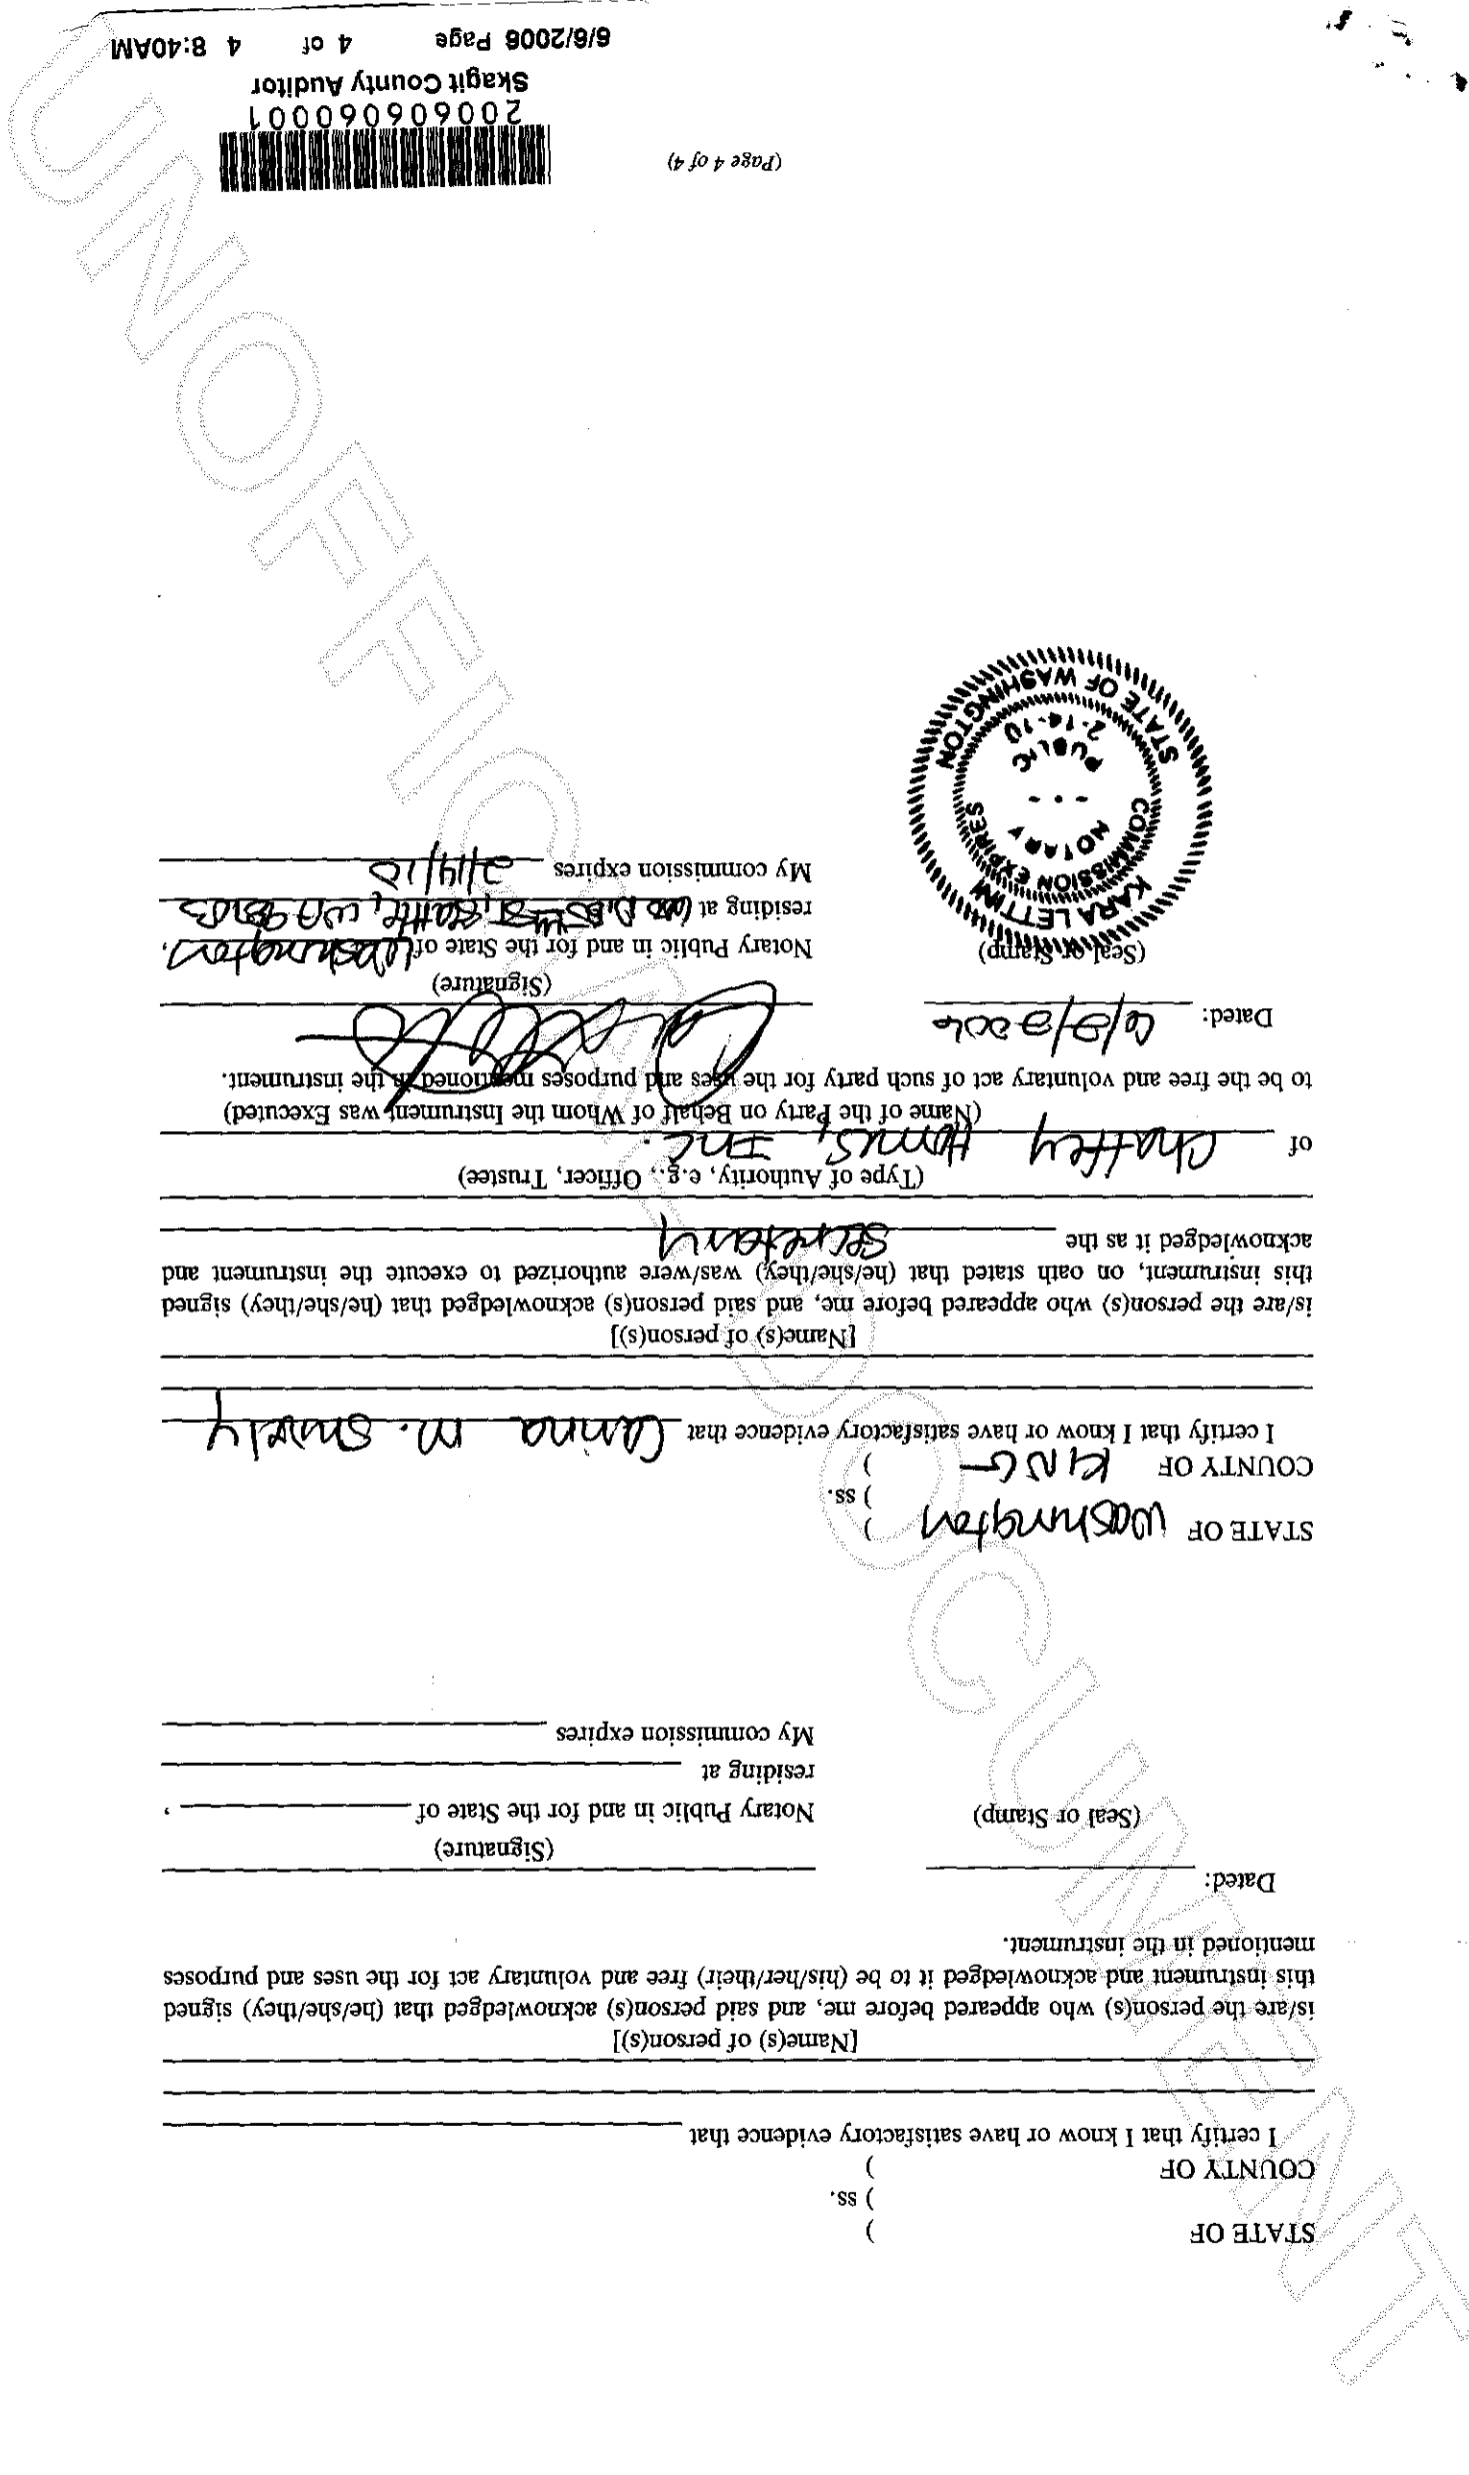 STATE OF )
) ss.
COUNTY OF )
I certify that I know or have satisfactory evidence that
[Name(s) of person(s)]
is/are the person(s) who appeared before me, and said person(s) acknowledged that (he/she/they) signed
this instrument and acknowledged it to be (his/her/their) free and voluntary act for the uses and purposes
mentioned in the instrument.
Dated:
(Signature)
(Seal or Stamp)
Notary Public in and for the State of ,
residing at
My commission expires
STATE OF Washington )
) ss.
COUNTY OF KING )
I certify that I know or have satisfactory evidence that Carina M. Snively
[Name(s) of person(s)]
is/are the person(s) who appeared before me, and said person(s) acknowledged that (he/she/they) signed
this instrument, on oath stated that (he/she/they) was/were authorized to execute the instrument and
acknowledged it as the Secretary
(Type of Authority, e.g., Officer, Trustee)
of Chaffey Homes, Inc.
(Name of the Party on Behalf of Whom the Instrument was Executed)
to be the free and voluntary act of such party for the uses and purposes mentioned in the instrument.
Dated: 6/2/2006
(Signature)
(Seal or Stamp)
Notary Public in and for the State of Washington,
residing at Seattle, WA 98103
My commission expires 2/14/10
KARA LETTIM
COMMISSION EXPIRES
NOTARY
PUBLIC
2-14-10
STATE OF WASHINGTON
(Page 4 of 4)
200606060001
Skagit County Auditor
6/6/2006 Page 4 of 4 8:40AM
UNOFFICIAL DOCUMENT